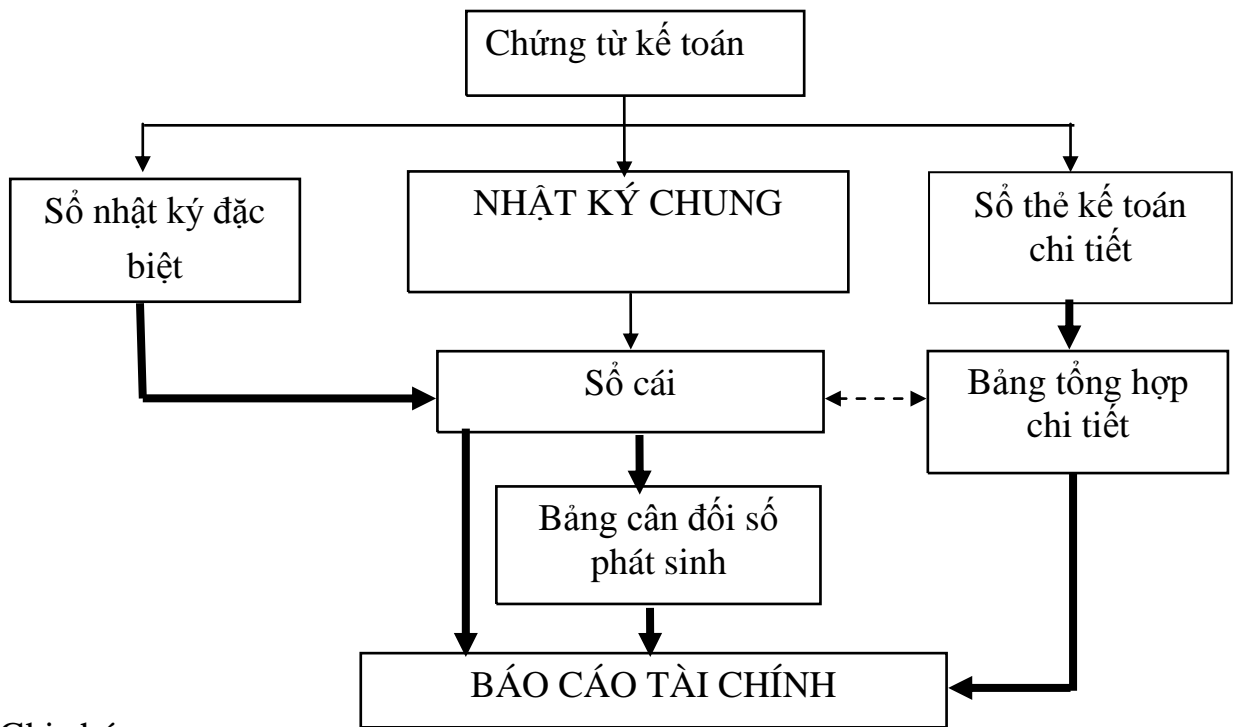 Chứng từ kế toán
Sổ nhật ký đặc
biệt
NHẬT KÝ CHUNG
Sổ thẻ kế toán
chi tiết
Sổ cái
Bảng tổng hợp
chi tiết
Bảng cân đối số
phát sinh
BÁO CÁO TÀI CHÍNH